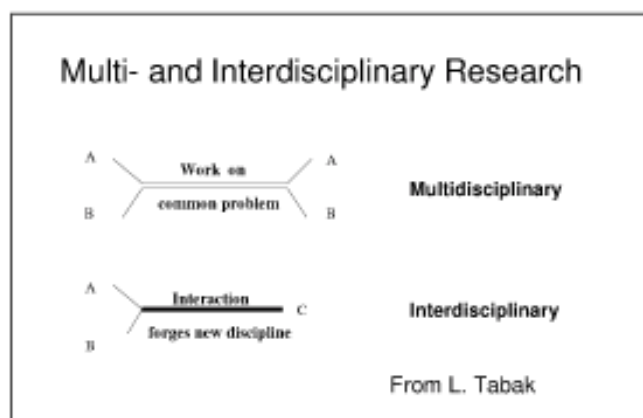 Multi- and Interdisciplinary Research
A
Work on
A
Multidisciplinary
B
common problem
B
A
Interaction
C
Interdisciplinary
B
forges new discipline
From L. Tabak